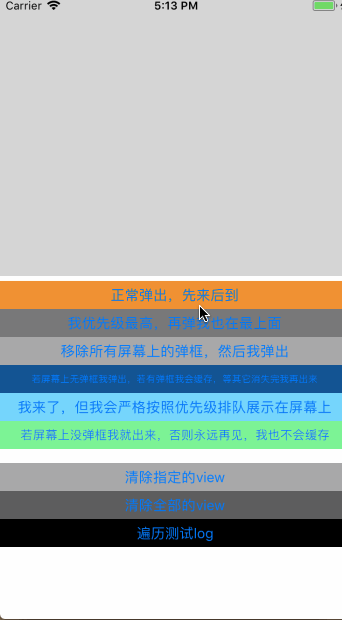 Carrier 5:13 PM
正常弹出，先来后到
我优先级最高，再弹我也在最上面
移除所有屏幕上的弹框，然后我弹出
若屏幕上无弹框我就弹出，若有弹框我会缓存，等其它消失完我再出来
我来了，但我会严格按照优先级排队展示在屏幕上
若屏幕上没弹框我就出来，否则永远再见，我也不会缓存
清除指定的view
清除全部的view
遍历测试log